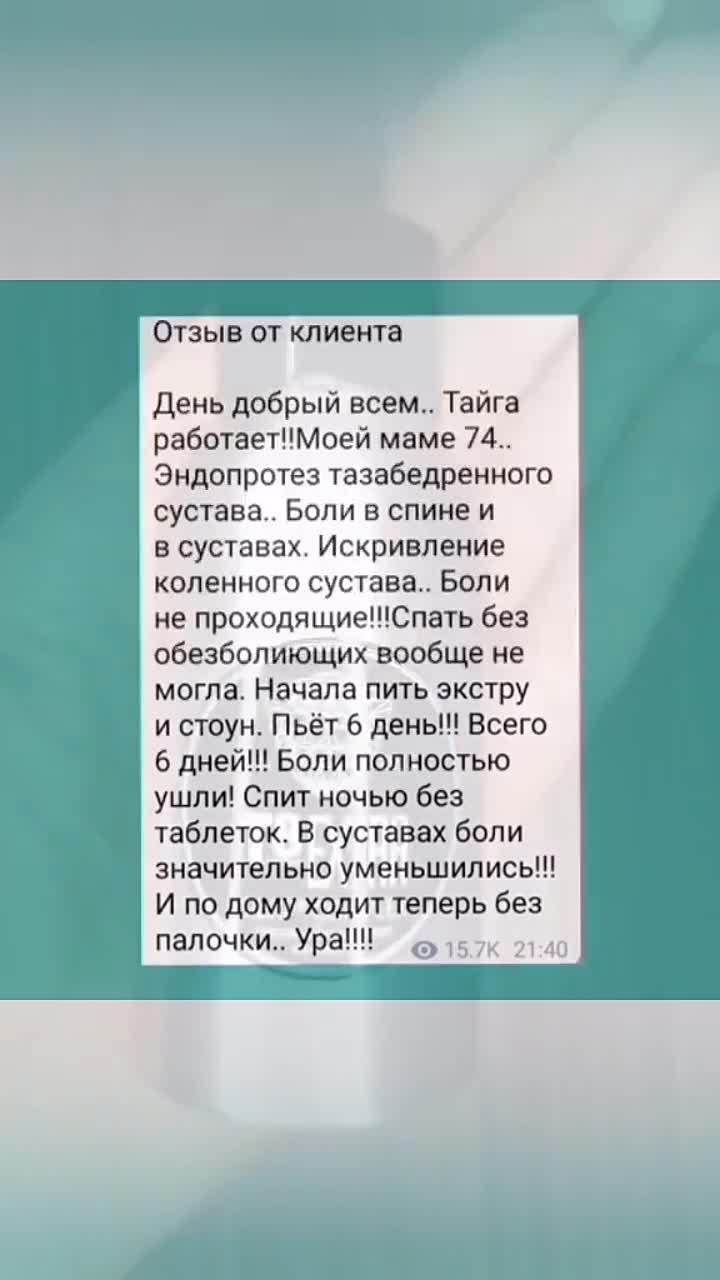 Отзыв от клиента
День добрый всем.. Тайга
работает!!Моей маме 74..
Эндопротез тазабедренного
сустава.. Боли в спине и
в суставах. Искривление
коленного сустава.. Боли
не проходящие!!!Спать без
обезболиющих вообще не
могла. Начала пить экстру
и стоун. Пьёт 6 день!!! Всего
6 дней!!! Боли полностью
ушли! Спит ночью без
таблеток. В суставах боли
значительно уменьшились!!!
И по дому ходит теперь без
палочки.. Ура!!!!
15.7K 21:40